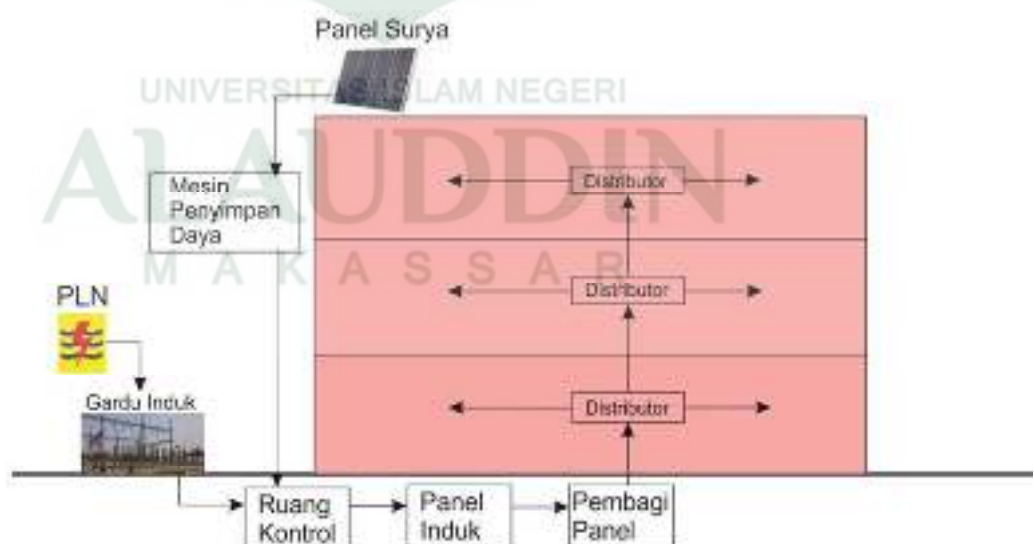 Panel Surya
UNIVERSITAS ISLAM NEGERI
ALAUDDIN
MAKASSAR
Mesin
Penyimpan
Daya
Distributor
Distributor
PLN
Gardu Induk
Distributor
Ruang
Kontrol
Panel
Induk
Pembagi
Panel